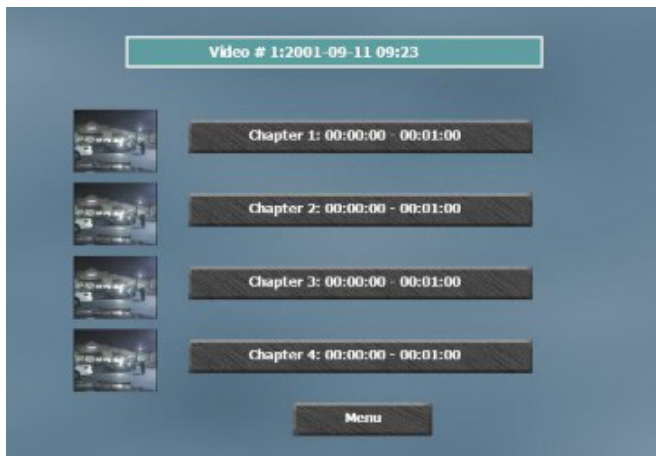 Video # 1:2001-09-11 09:23
Chapter 1: 00:00:00 - 00:01:00
Chapter 2: 00:00:00 - 00:01:00
Chapter 3: 00:00:00 - 00:01:00
Chapter 4: 00:00:00 - 00:01:00
Menu